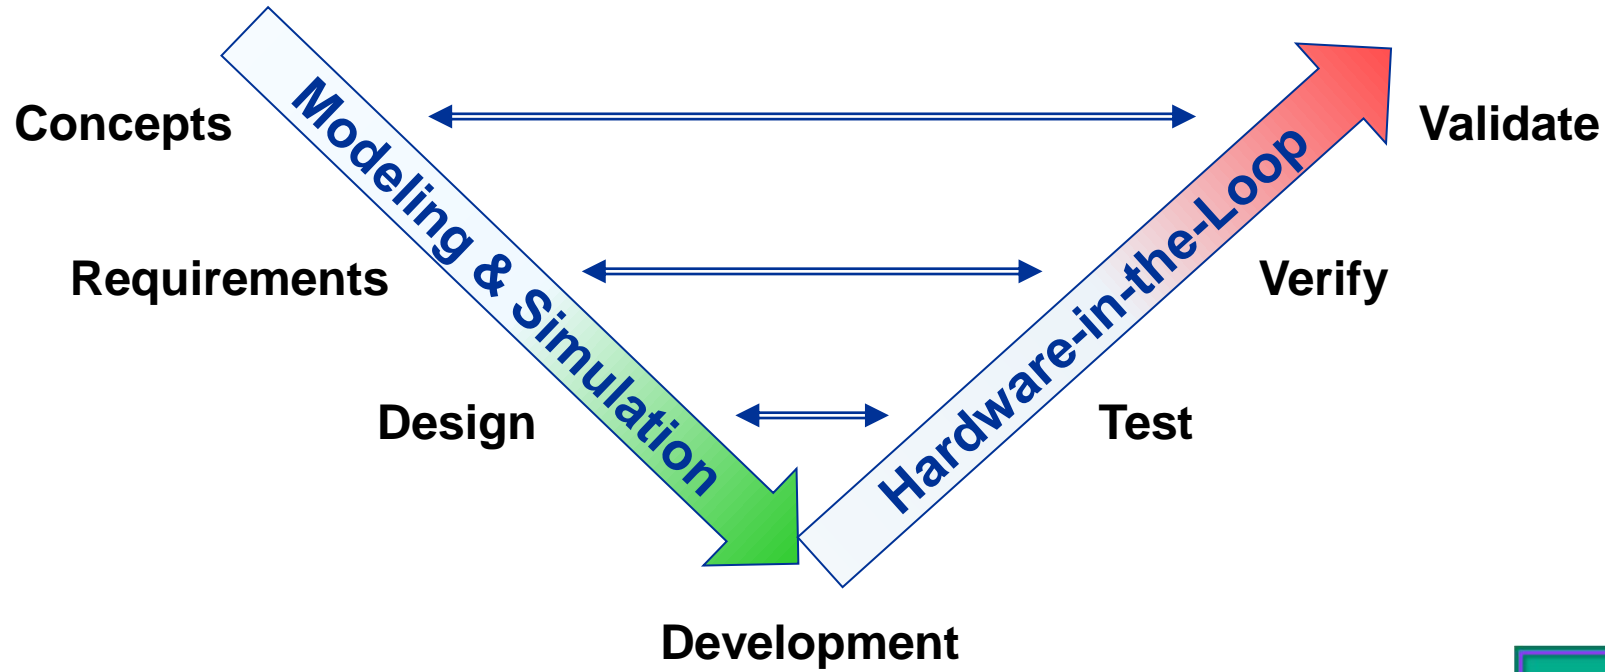 Concepts
Modeling & Simulation
Hardware-in-the-Loop
Validate
Requirements
Verify
Design
Test
Development